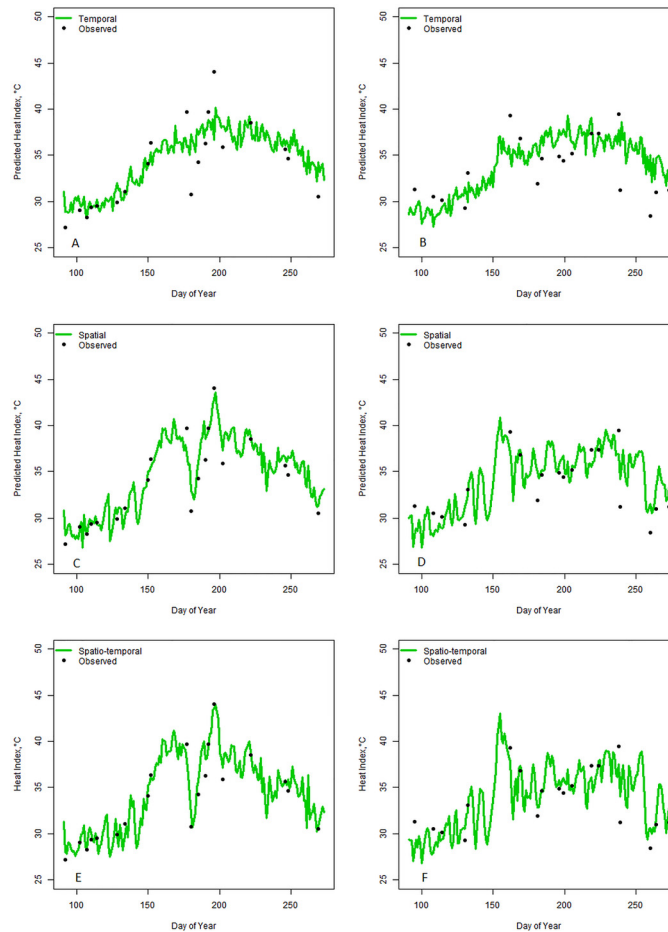 Temporal
Observed
Predicted Heat Index, °C
50
45
40
35
30
25
A
100 150 200 250
Day of Year
Temporal
Observed
Predicted Heat Index, °C
50
45
40
35
30
25
B
100 150 200 250
Day of Year
Spatial
Observed
Predicted Heat Index, °C
50
45
40
35
30
25
C
100 150 200 250
Day of Year
Spatial
Observed
Predicted Heat Index, °C
50
45
40
35
30
25
D
100 150 200 250
Day of Year
Spatio-temporal
Observed
Heat Index,°C
50
45
40
35
30
25
E
100 150 200 250
Day of Year
Spatio-temporal
Observed
Heat Index, °C
50
45
40
35
30
25
F
100 150 200 250
Day of Year